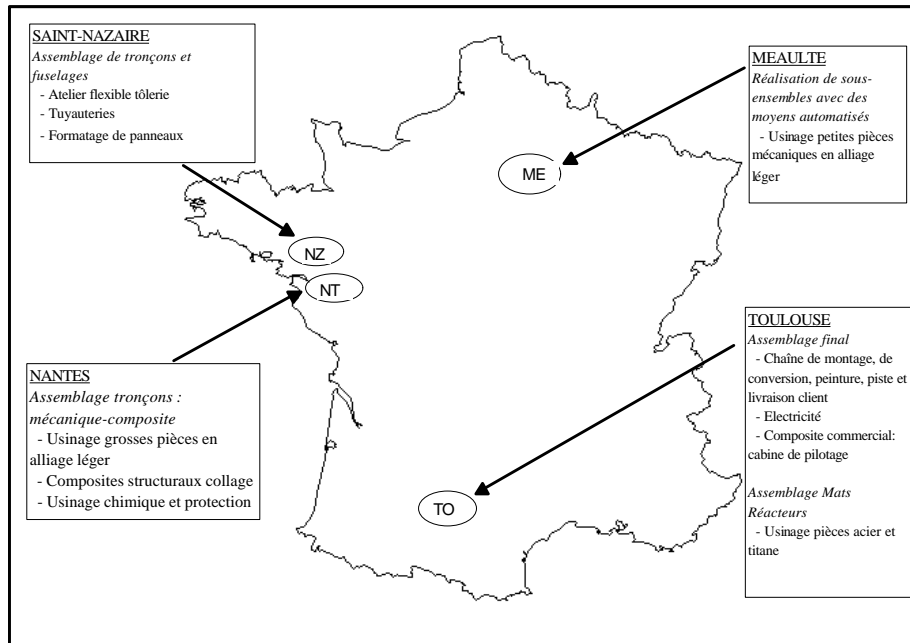 SAINT-NAZAIRE
Assemblage de tronçons et
fuselages
- Atelier flexible tôlerie
- Tuyauteries
- Formatage de panneaux
MEAULTE
Réalisation de sous-
ensembles avec des
moyens automatisés
- Usinage petites pièces
mécaniques en alliage
léger
ME
NZ
NT
NANTES
Assemblage tronçons :
mécanique-composite
- Usinage grosses pièces en
alliage léger
- Composites structuraux collage
- Usinage chimique et protection
TOULOUSE
Assemblage final
- Chaîne de montage, de
conversion, peinture, piste et
livraison client
- Electricité
- Composite commercial:
cabine de pilotage
Assemblage Mats
Réacteurs
- Usinage pièces acier et
titane
TO